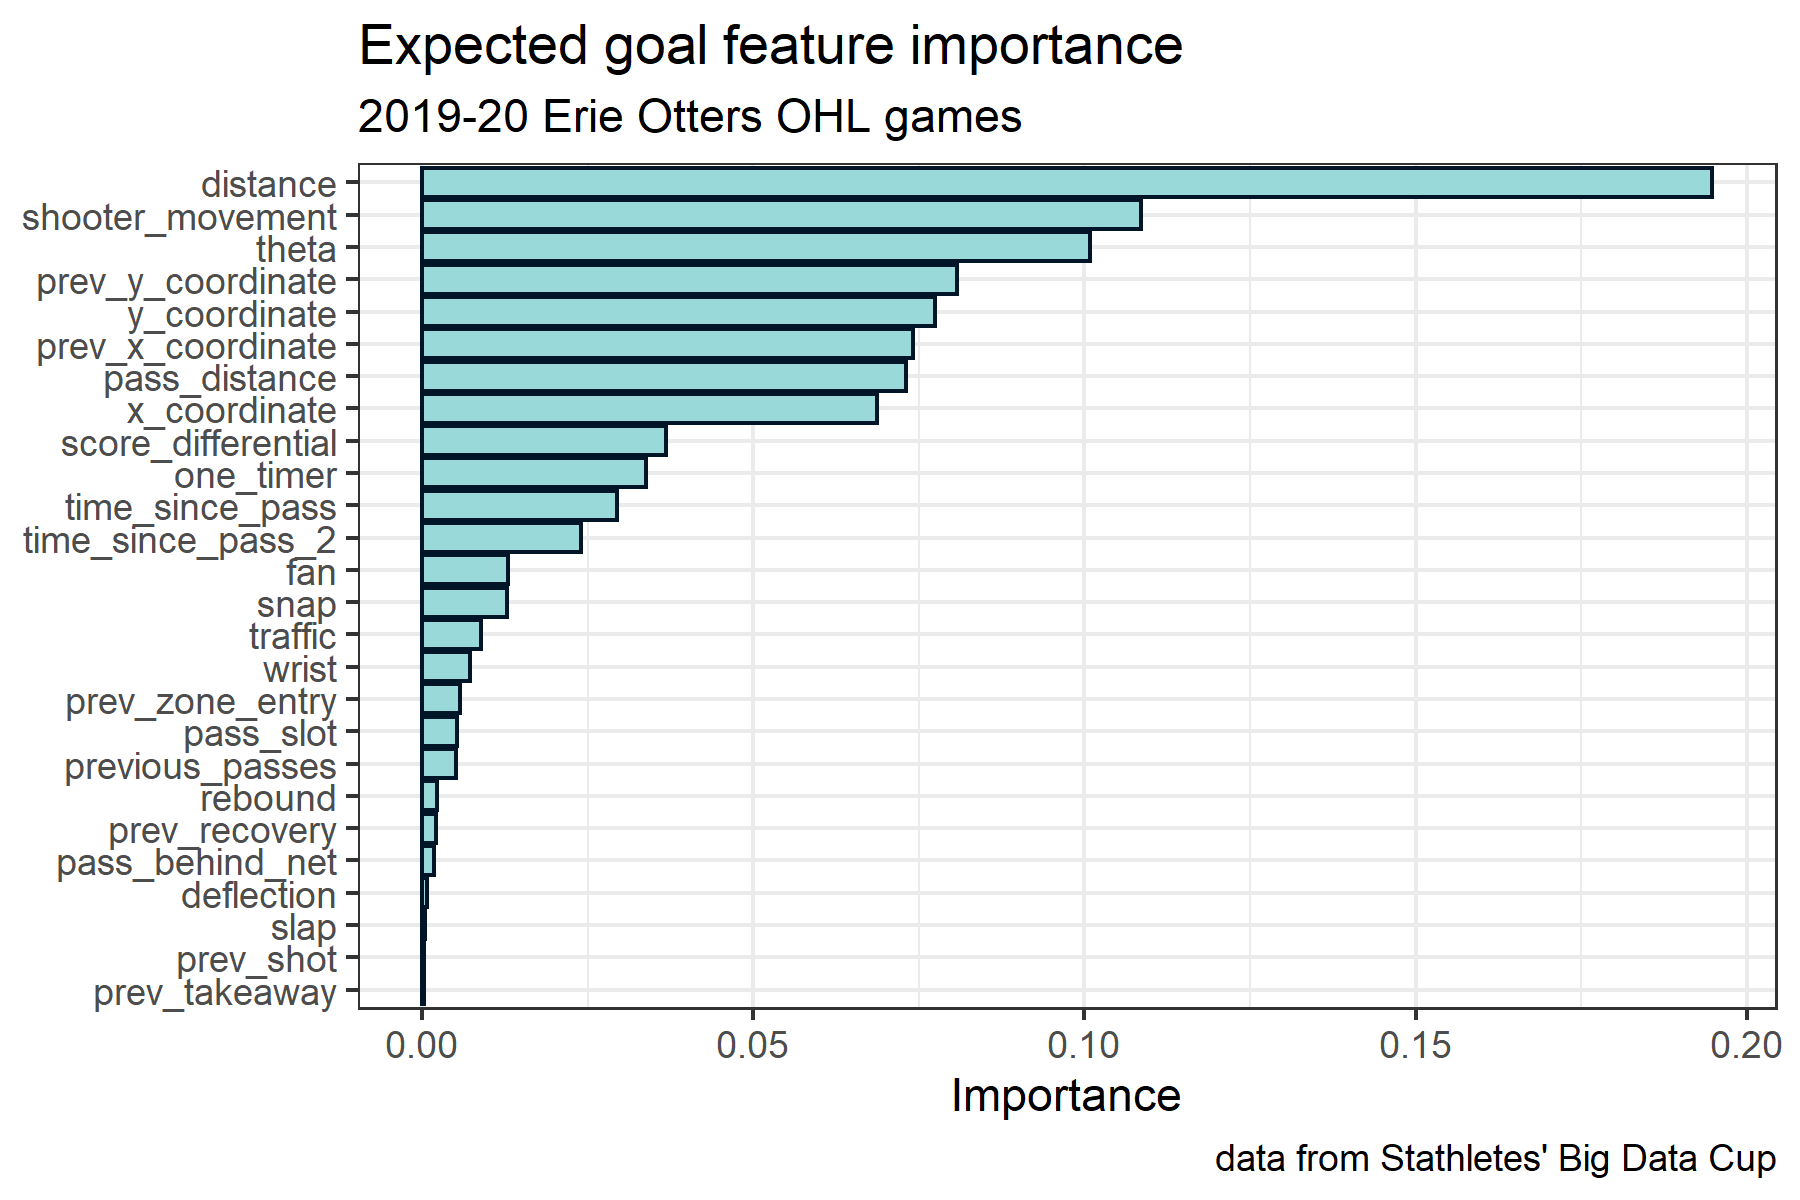 Expected goal feature importance
2019-20 Erie Otters OHL games
distance
shooter_movement
theta
prev_y_coordinate
y_coordinate
prev_x_coordinate
pass_distance
x_coordinate
score_differential
one_timer
time_since_pass
time_since_pass_2
fan
snap
traffic
wrist
prev_zone_entry
pass_slot
previous_passes
rebound
prev_recovery
pass_behind_net
deflection
slap
prev_shot
prev_takeaway
0.00 0.05 0.10 0.15 0.20
Importance
data from Stathletes' Big Data Cup